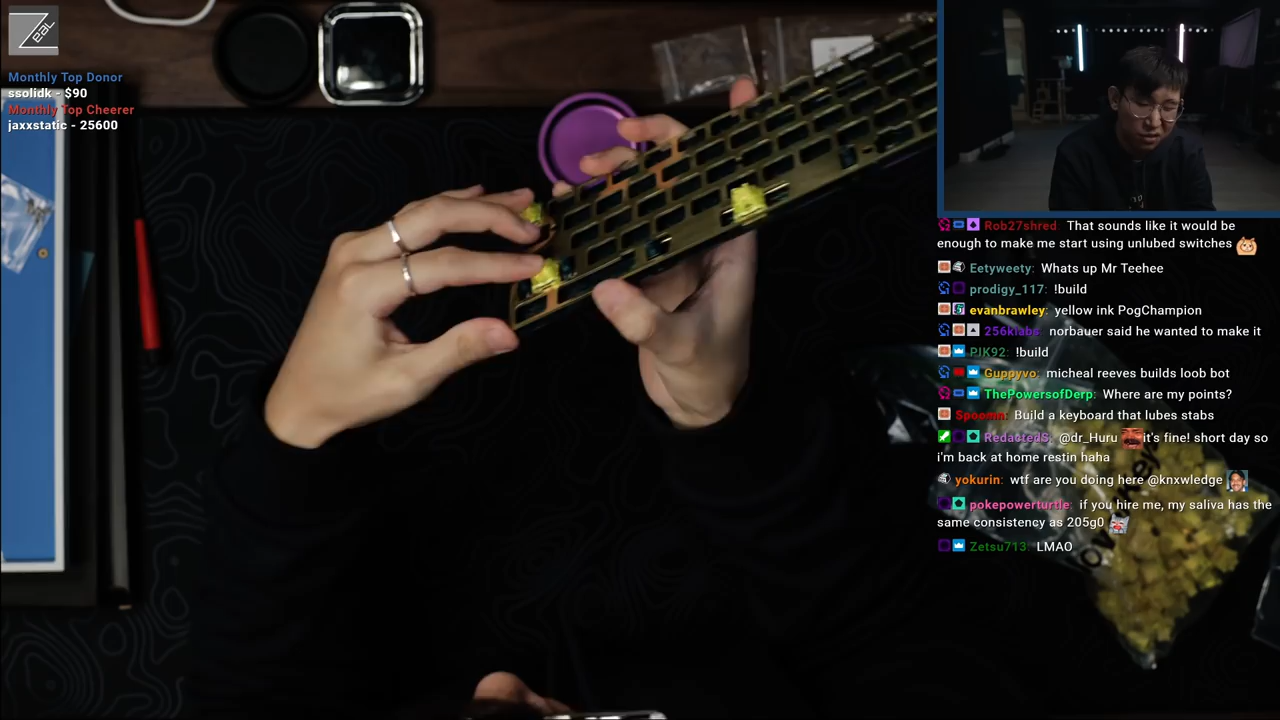 ZEAL
Monthly Top Donor
ssolidk - $90
Monthly Top Cheerer
jaxxstatic - 25600
Rob27shred: That sounds like it would be
enough to make me start using unlubed switches
Eetyweety: Whats up Mr Teehee
prodigy_117: !build
evanbrawley: yellow ink PogChampion
256klabs: norbauer said he wanted to make it
PJK92: !build
Guppyvo: micheal reeves builds loob bot
ThePowersofDerp: Where are my points?
Spoomn: Build a keyboard that lubes stabs
RedactedS: @dr_Huru it's fine! short day so
i'm back at home restin haha
yokurin: wtf are you doing here @knxwledge
pokepowerturtle: if you hire me, my saliva has the
same consistency as 205g0
Zetsu713: LMAO